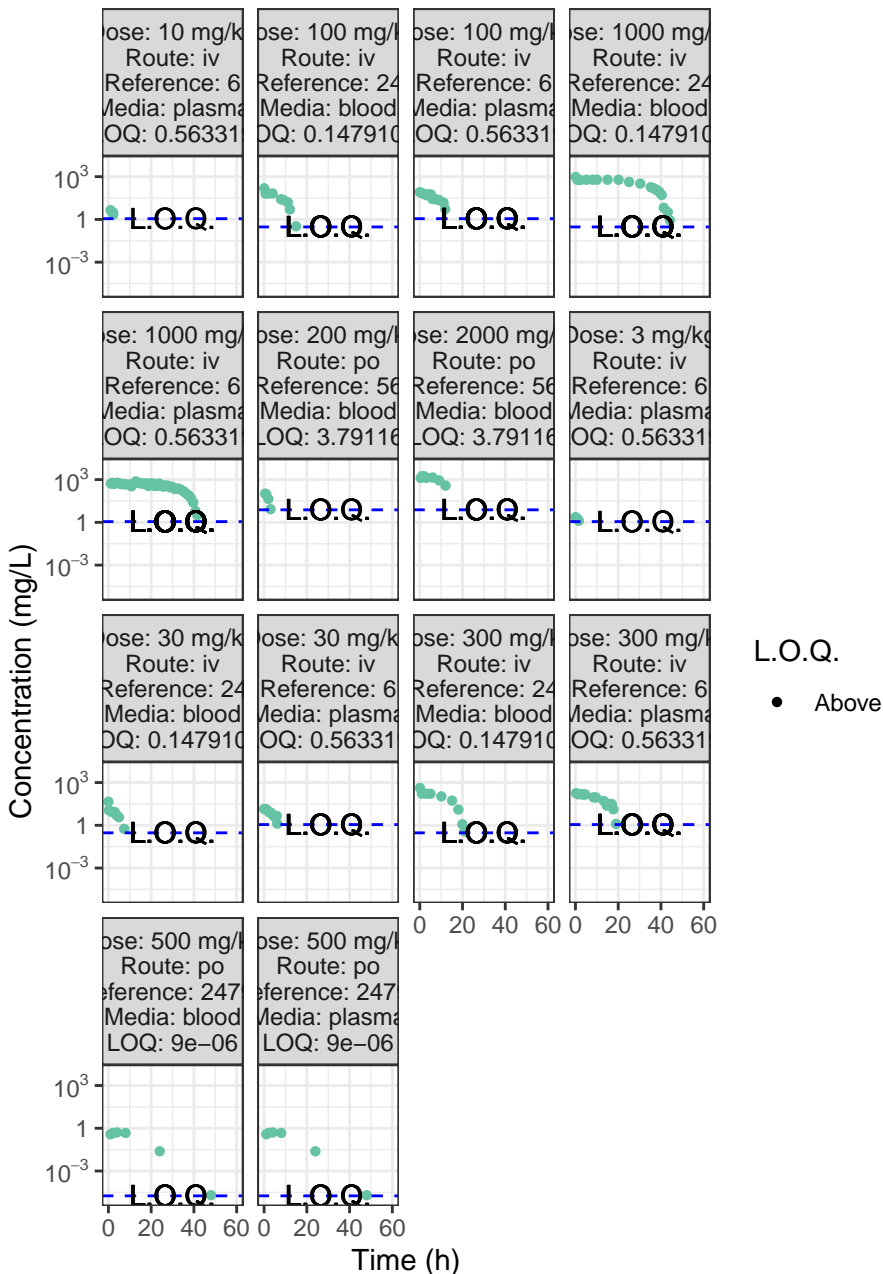 ose: 10 mg/k
Route: iv
Reference: 6
Media: plasma
OQ: 0.56331
ose: 100 mg/k
Route: iv
Reference: 24
Media: blood
OQ: 0.147910
ose: 100 mg/k
Route: iv
Reference: 6
Media: plasma
OQ: 0.56331
ose: 1000 mg/
Route: iv
Reference: 24
Media: blood
OQ: 0.147910
10³
1
10⁻³
L.O.Q.
L.O.Q.
L.O.Q.
L.O.Q.
ose: 1000 mg/
Route: iv
Reference: 6
Media: plasma
OQ: 0.56331
ose: 200 mg/k
Route: po
Reference: 56
Media: blood
LOQ: 3.79116
ose: 2000 mg/
Route: po
Reference: 56
Media: blood
LOQ: 3.79116
Dose: 3 mg/kg
Route: iv
Reference: 6
Media: plasma
OQ: 0.56331
10³
1
10⁻³
L.O.Q.
L.O.Q.
L.O.Q.
L.O.Q.
ose: 30 mg/k
Route: iv
Reference: 24
Media: blood
OQ: 0.147910
ose: 30 mg/k
Route: iv
Reference: 6
Media: plasma
OQ: 0.56331
ose: 300 mg/k
Route: iv
Reference: 24
Media: blood
OQ: 0.147910
ose: 300 mg/k
Route: iv
Reference: 6
Media: plasma
OQ: 0.56331
10³
1
10⁻³
L.O.Q.
L.O.Q.
L.O.Q.
L.O.Q.
0 20 40 60
0 20 40 60
ose: 500 mg/k
Route: po
eference: 247
Media: blood
LOQ: 9e−06
ose: 500 mg/k
Route: po
eference: 247
Media: plasma
LOQ: 9e−06
10³
1
10⁻³
L.O.Q.
L.O.Q.
0 20 40 60
0 20 40 60
Time (h)
Concentration (mg/L)
L.O.Q.
Above